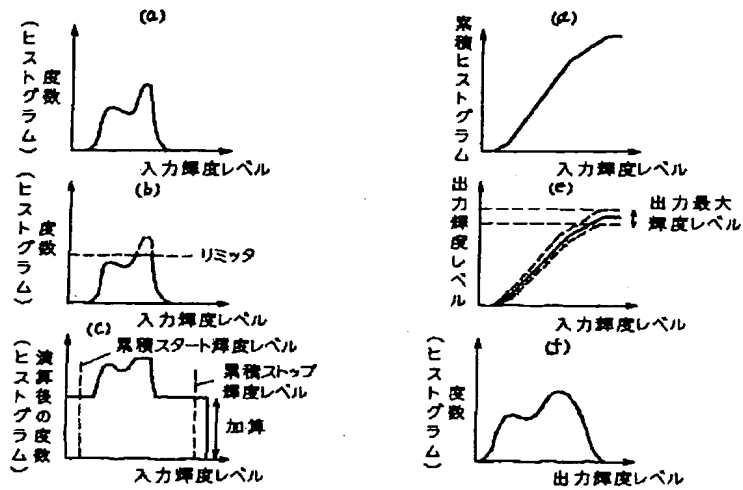 (a)
度数
(ヒストグラム)
入力輝度レベル
(b)
度数
(ヒストグラム)
リミッタ
入力輝度レベル
(c)
演算後の度数
(ヒストグラム)
累積スタート輝度レベル
累積ストップ
輝度レベル
加算
入力輝度レベル
(d)
累積ヒストグラム
入力輝度レベル
(e)
出力輝度レベル
出力最大
輝度レベル
入力輝度レベル
(f)
度数
(ヒストグラム)
出力輝度レベル